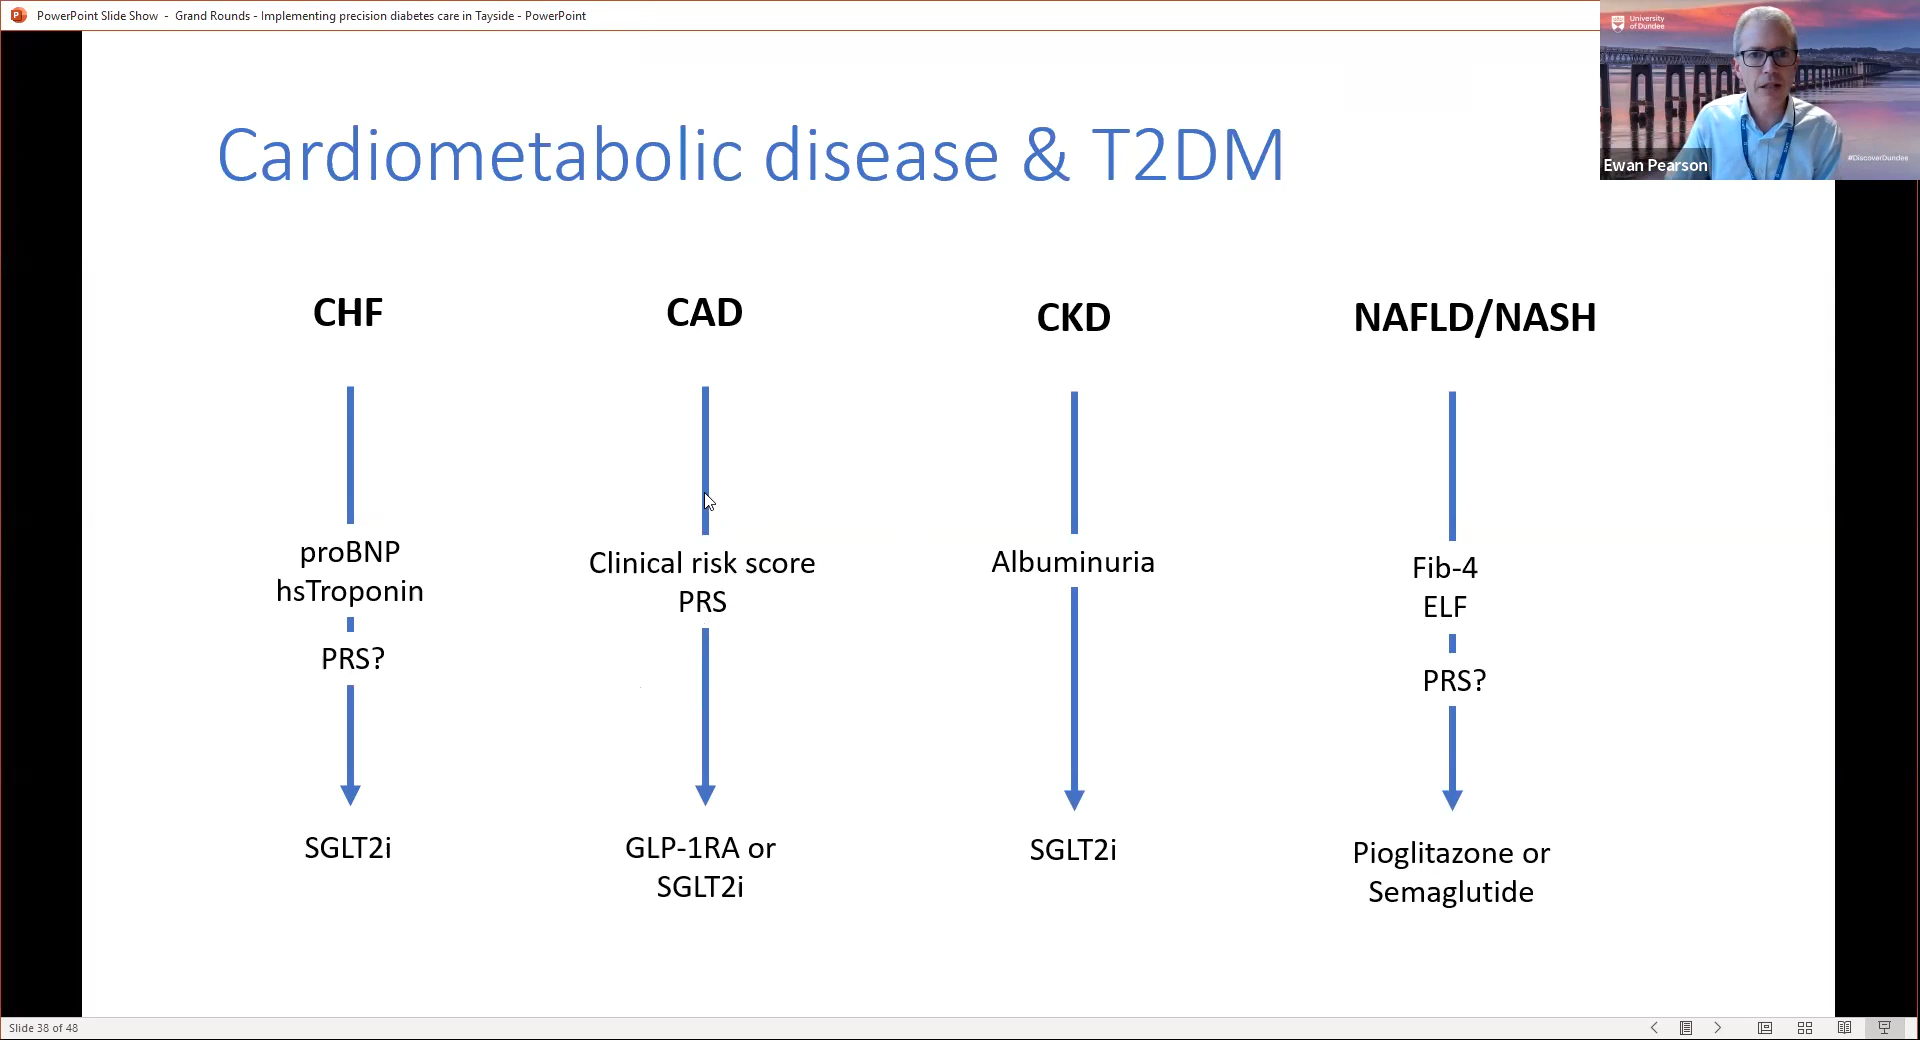 PowerPoint Slide Show - Grand Rounds - Implementing precision diabetes care in Tayside - PowerPoint
University
of Dundee
#DiscoverDundee
Ewan Pearson
Cardiometabolic disease & T2DM
CHF
CAD
CKD
NAFLD/NASH
proBNP
hsTroponin
PRS?
Clinical risk score
PRS
Albuminuria
Fib-4
ELF
PRS?
SGLT2i
GLP-1RA or
SGLT2i
SGLT2i
Pioglitazone or
Semaglutide
Slide 38 of 48